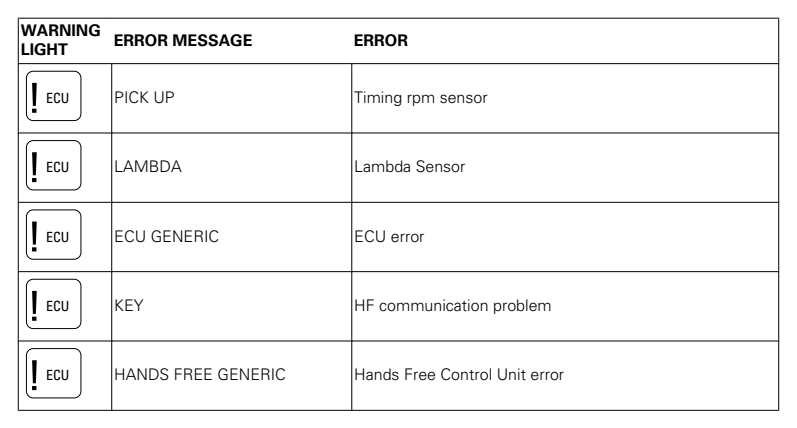 WARNING LIGHT ERROR MESSAGE ERROR
! ECU PICK UP Timing rpm sensor
! ECU LAMBDA Lambda Sensor
! ECU ECU GENERIC ECU error
! ECU KEY HF communication problem
! ECU HANDS FREE GENERIC Hands Free Control Unit error